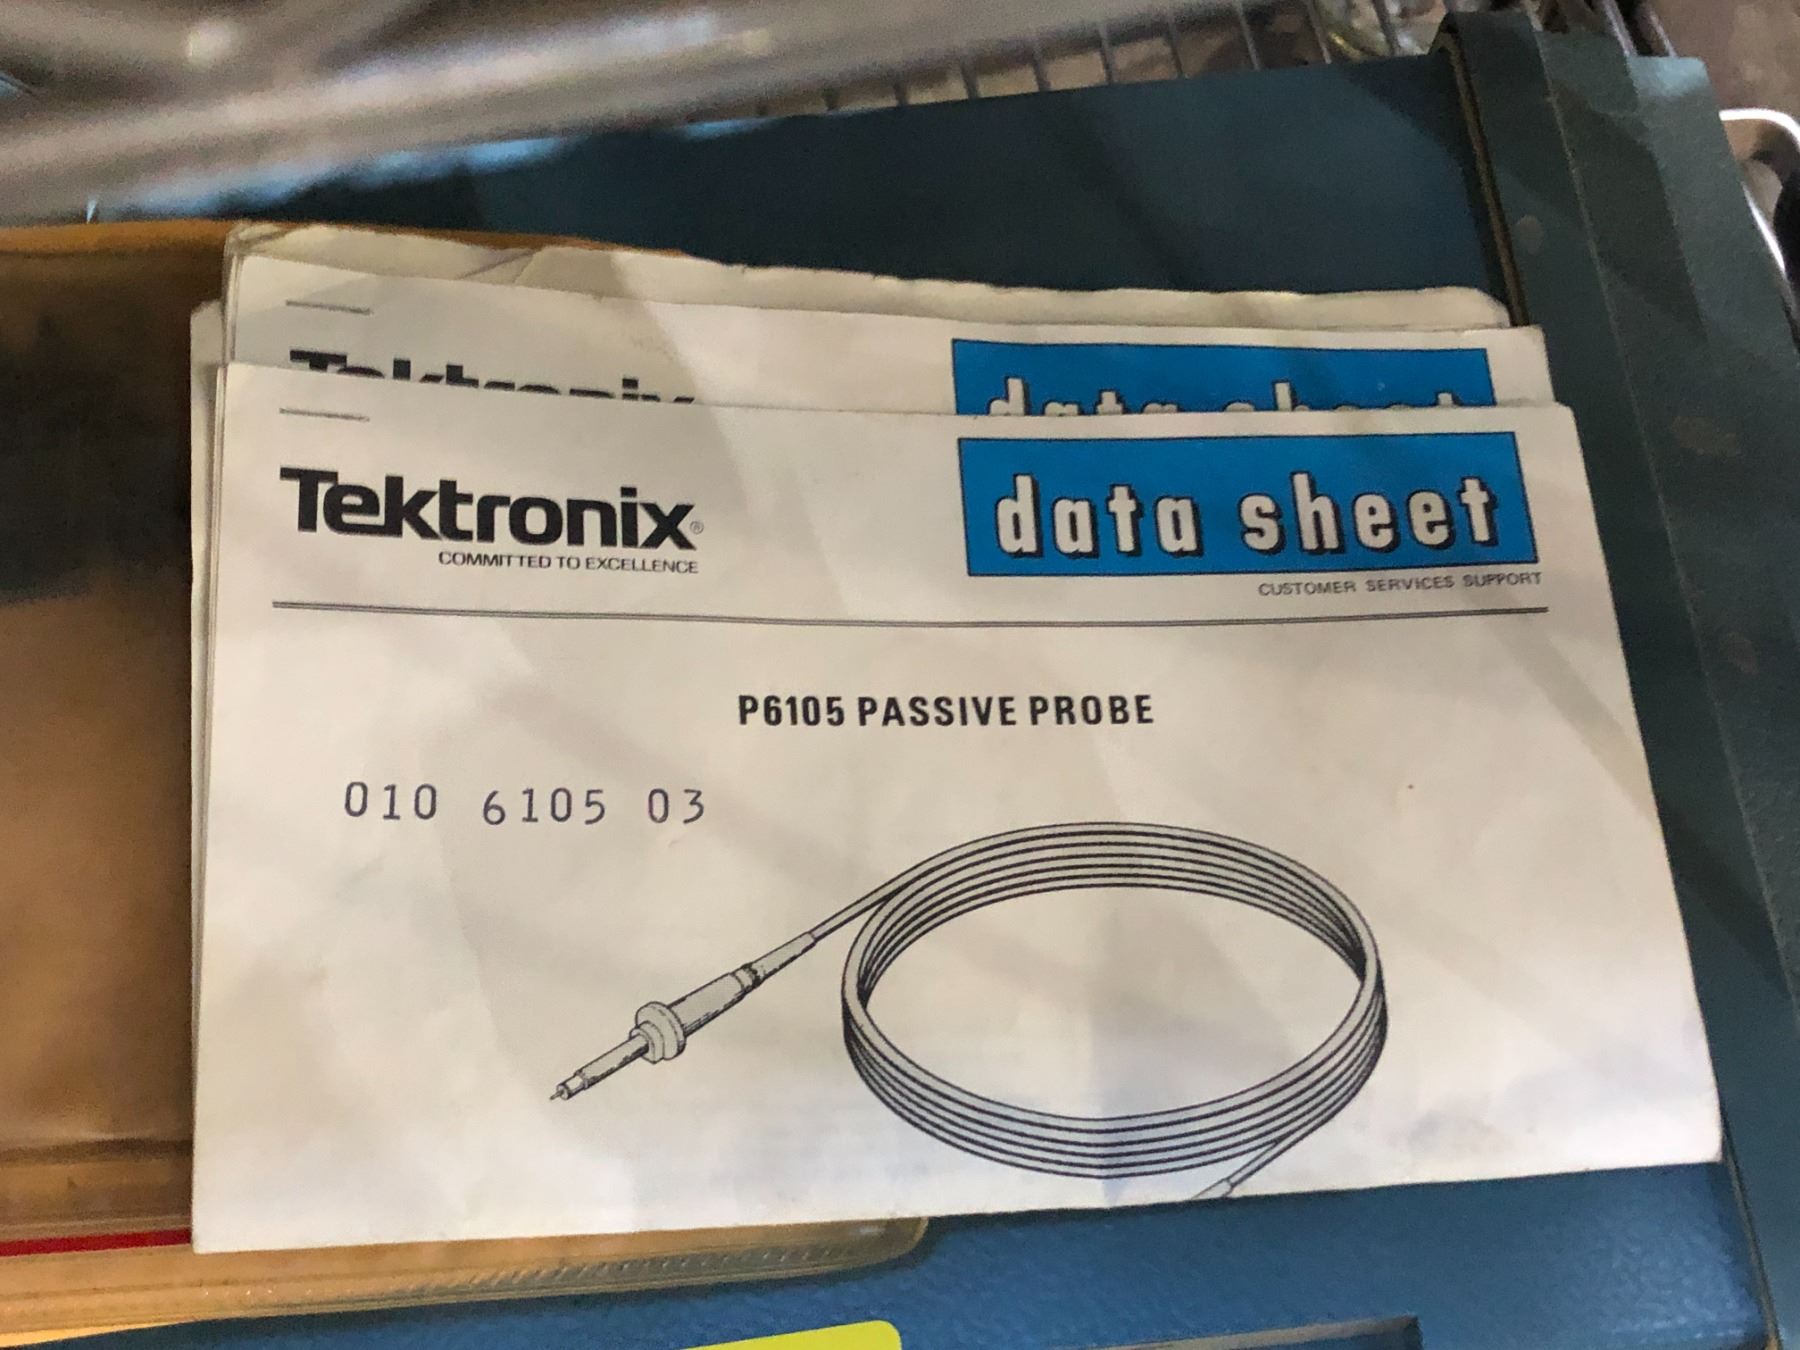 Tektronix
data sheet
Tektronix®
COMMITTED TO EXCELLENCE
data sheet
CUSTOMER SERVICES SUPPORT
P6105 PASSIVE PROBE
010 6105 03